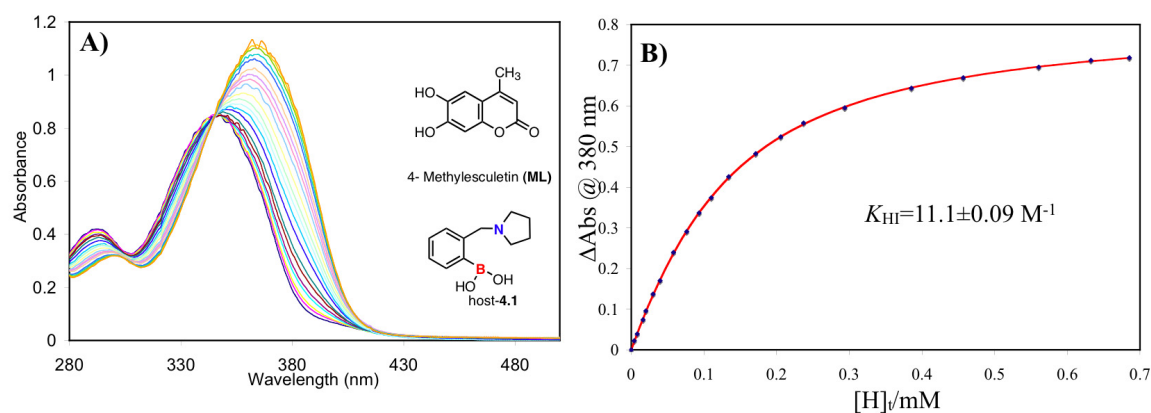 A)
Absorbance
1.2
1
0.8
0.6
0.4
0.2
0
280
330
380
430
480
Wavelength (nm)
CH3
HO
HO
O
O
4- Methylesculetin (ML)
N
B
HO
OH
host-4.1
B)
ΔAbs @ 380 nm
0.8
0.7
0.6
0.5
0.4
0.3
0.2
0.1
0
0
0.1
0.2
0.3
0.4
0.5
0.6
0.7
[H]t/mM
KHI=11.1±0.09 M-1